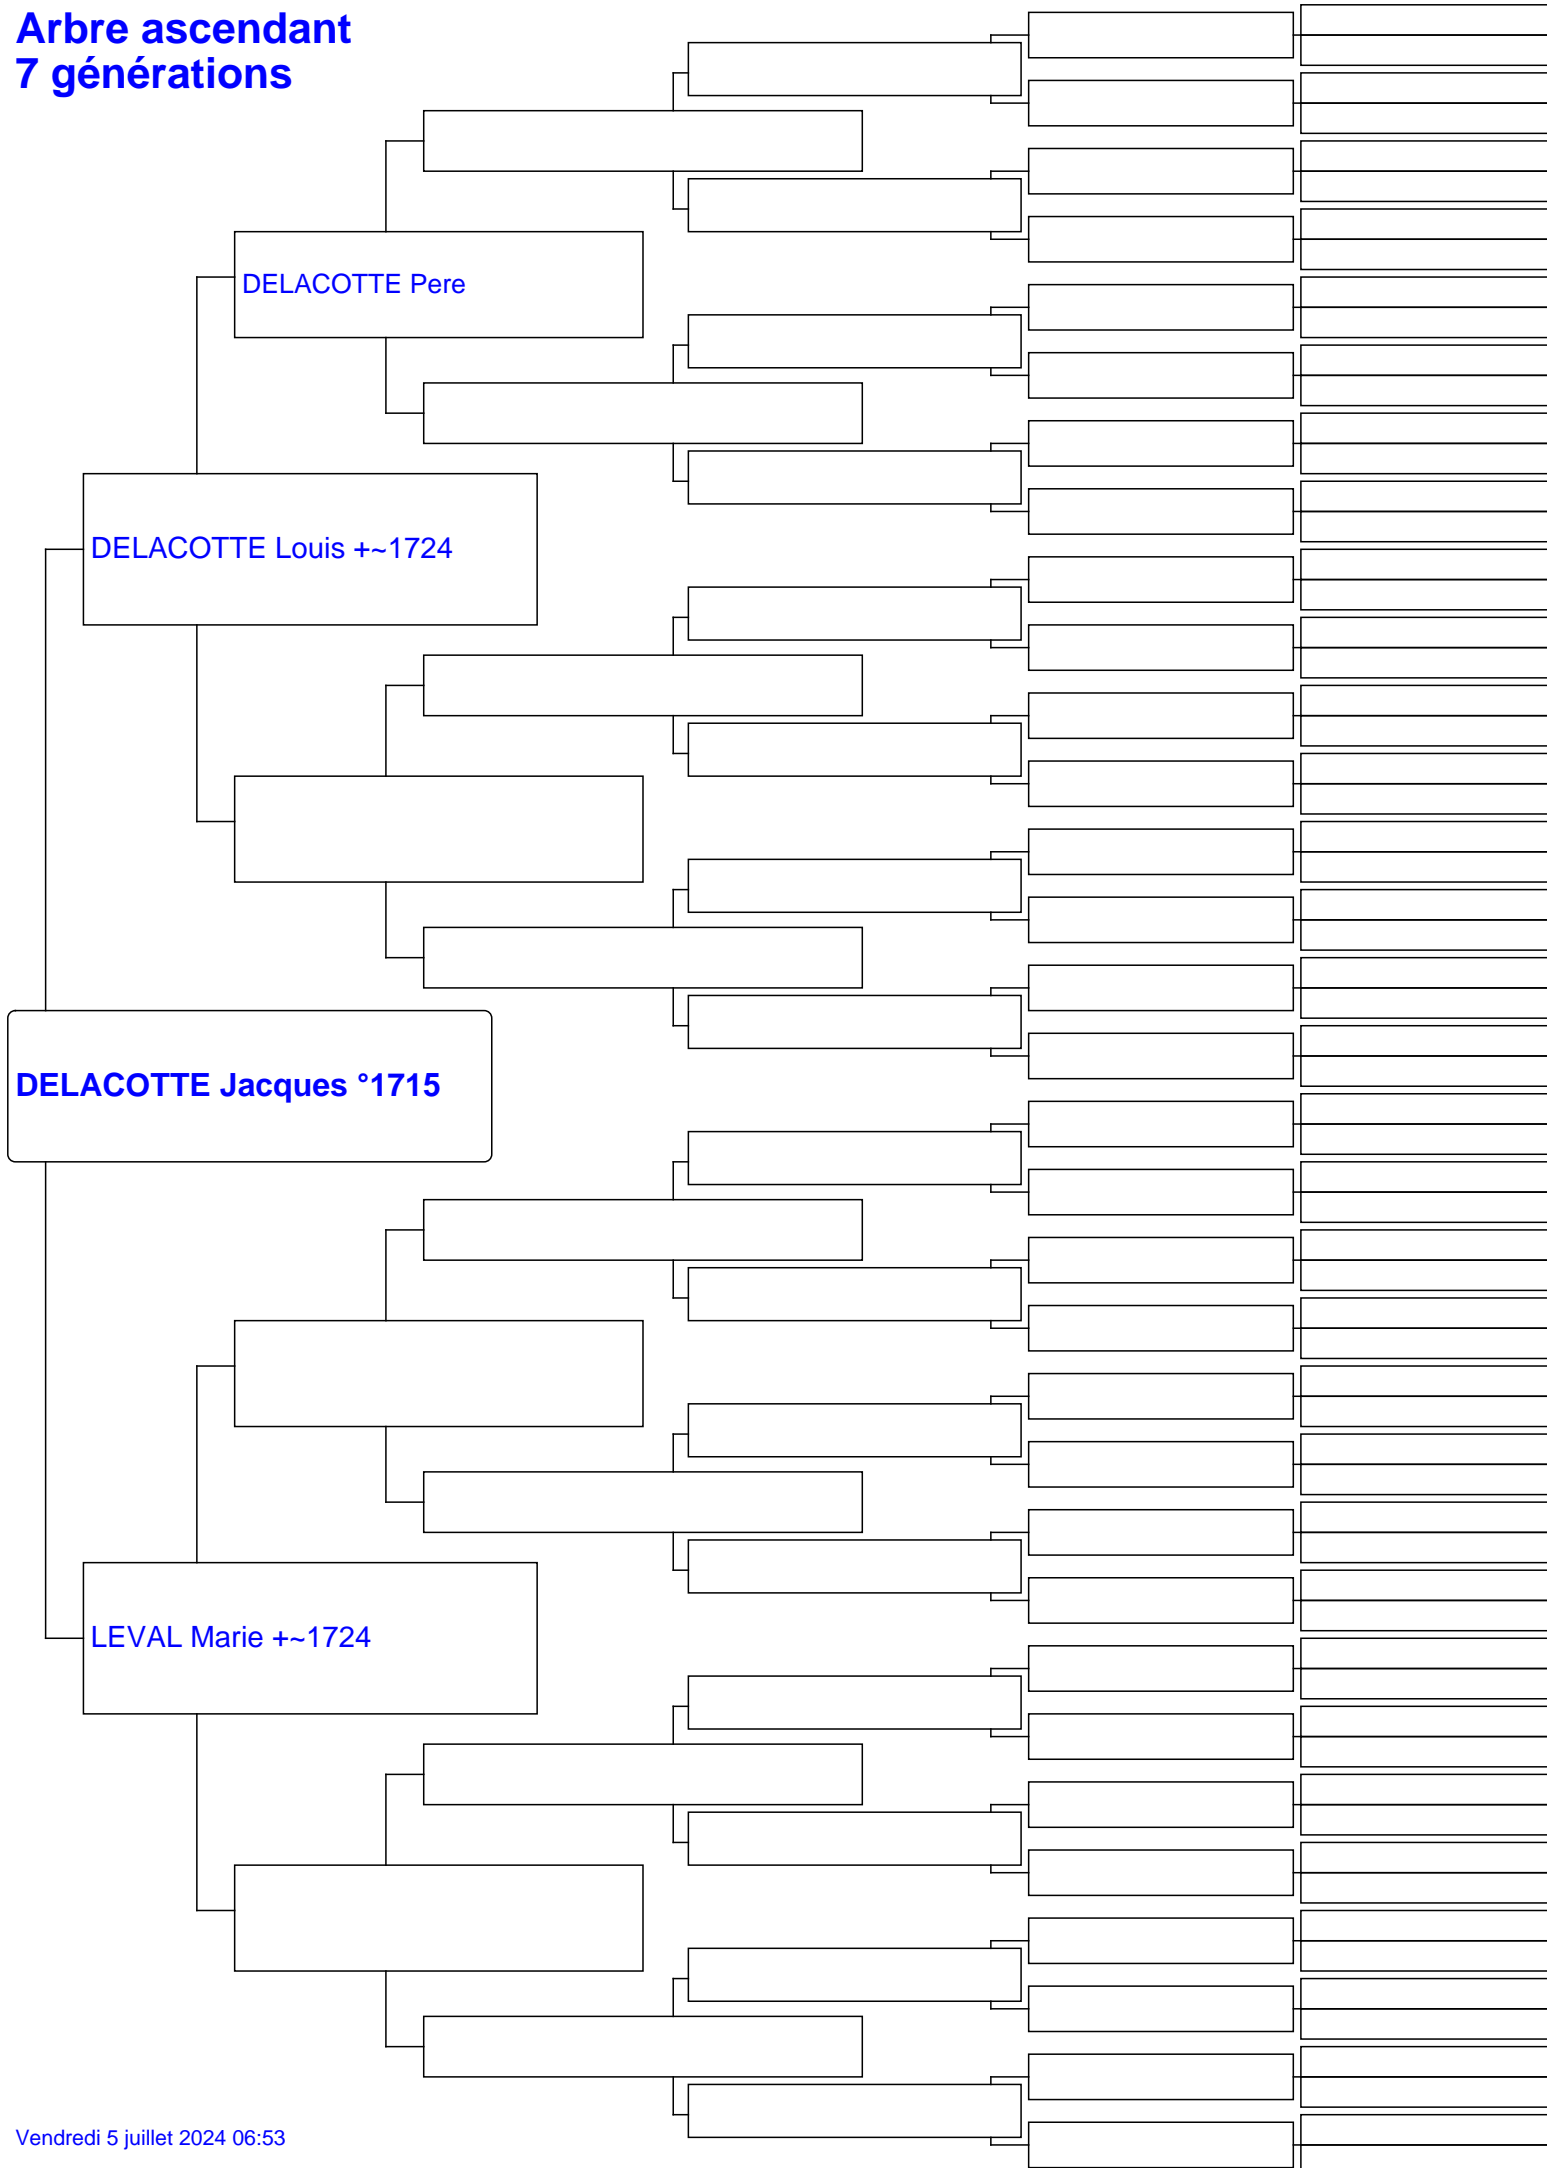 Arbre ascendant
7 générations
DELACOTTE Pere
DELACOTTE Louis +~1724
DELACOTTE Jacques °1715
LEVAL Marie +~1724
Vendredi 5 juillet 2024 06:53